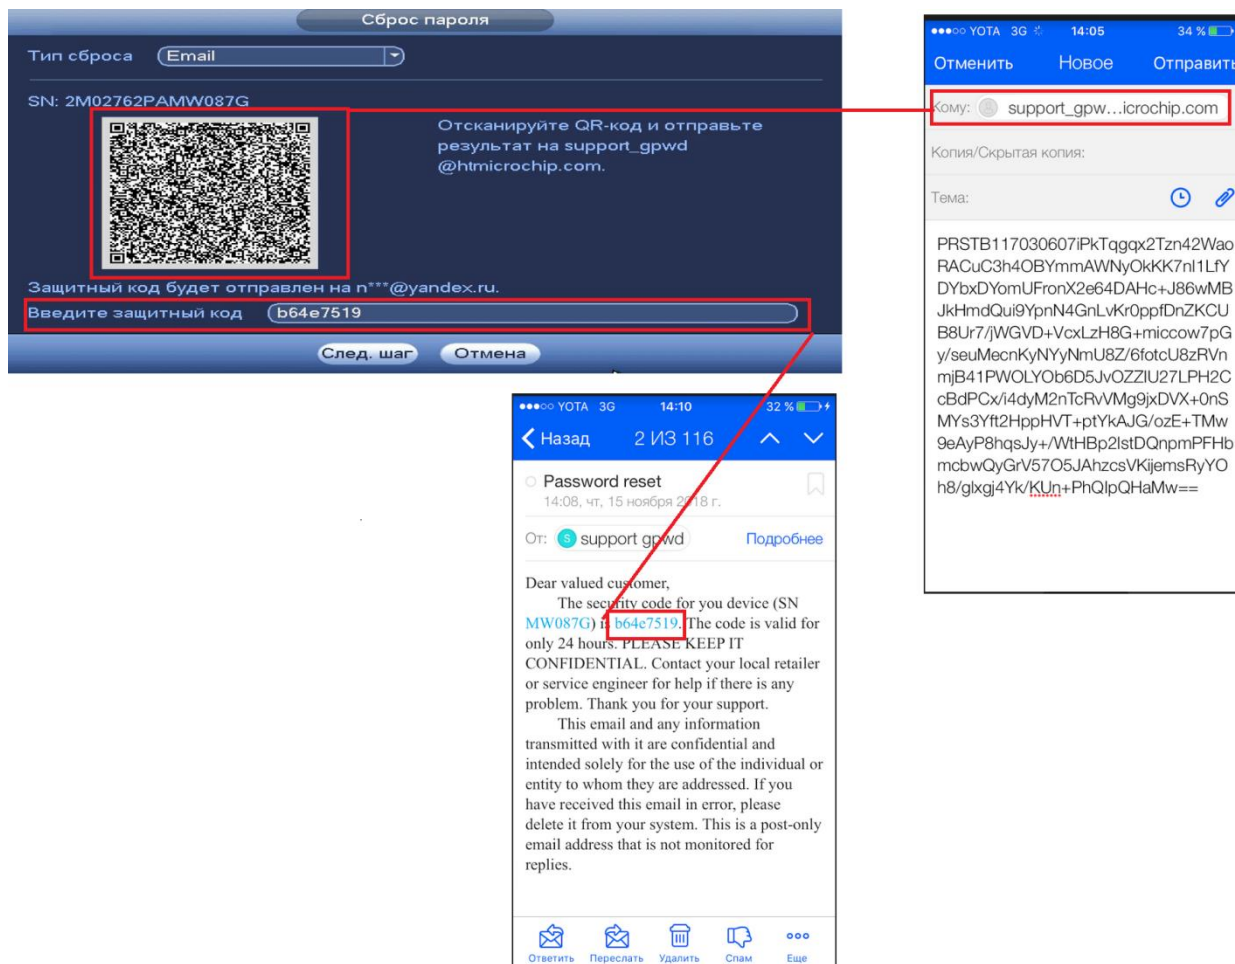 Сброс пароля
Тип сброса
Email
SN: 2M02762PAMW087G
Отсканируйте QR-код и отправьте
результат на support_gpwd
@htmicrochip.com.
Защитный код будет отправлен на n***@yandex.ru.
Введите защитный код
b64e7519
След. шаг
Отмена
YOTA 3G 14:05 34 %
Отменить Новое Отправить
Кому: support_gpw...icrochip.com
Копия/Скрытая копия:
Тема:
PRSTB117030607iPkTqgqx2Tzn42Wao
RACuC3h4OBYmmAWNyOkKK7nI1LfY
DYbxDYomUFronX2e64DAHc+J86wMB
JkHmdQui9YpnN4GnLvKr0ppfDnZKCU
B8Ur7/jWGVD+VcxLzH8G+miccow7pG
y/seuMecnKyNYyNmU8Z/6fotcU8zRVn
mjB41PWOLYOb6D5JvOZZIU27LPH2C
cBdPCx/i4dyM2nTcRvVMg9jxDVX+0nS
MYs3Yft2HppHVT+ptYkAJG/ozE+TMw
9eAyP8hqsJy+/WtHBp2lstDQnpmPFHb
mcbwQyGrV57O5JAhzcsVKijemsRyYO
h8/glxgj4Yk/KUn+PhQIpQHaMw==
YOTA 3G 14:10 32 %
Назад 2 ИЗ 116
Password reset
14:08, чт, 15 ноября 2018 г.
От: S support gpwd Подробнее
Dear valued customer,
The security code for you device (SN
MW087G) is b64e7519. The code is valid for
only 24 hours. PLEASE KEEP IT
CONFIDENTIAL. Contact your local retailer
or service engineer for help if there is any
problem. Thank you for your support.
This email and any information
transmitted with it are confidential and
intended solely for the use of the individual or
entity to whom they are addressed. If you
have received this email in error, please
delete it from your system. This is a post-only
email address that is not monitored for
replies.
Ответить Переслать Удалить Спам Еще